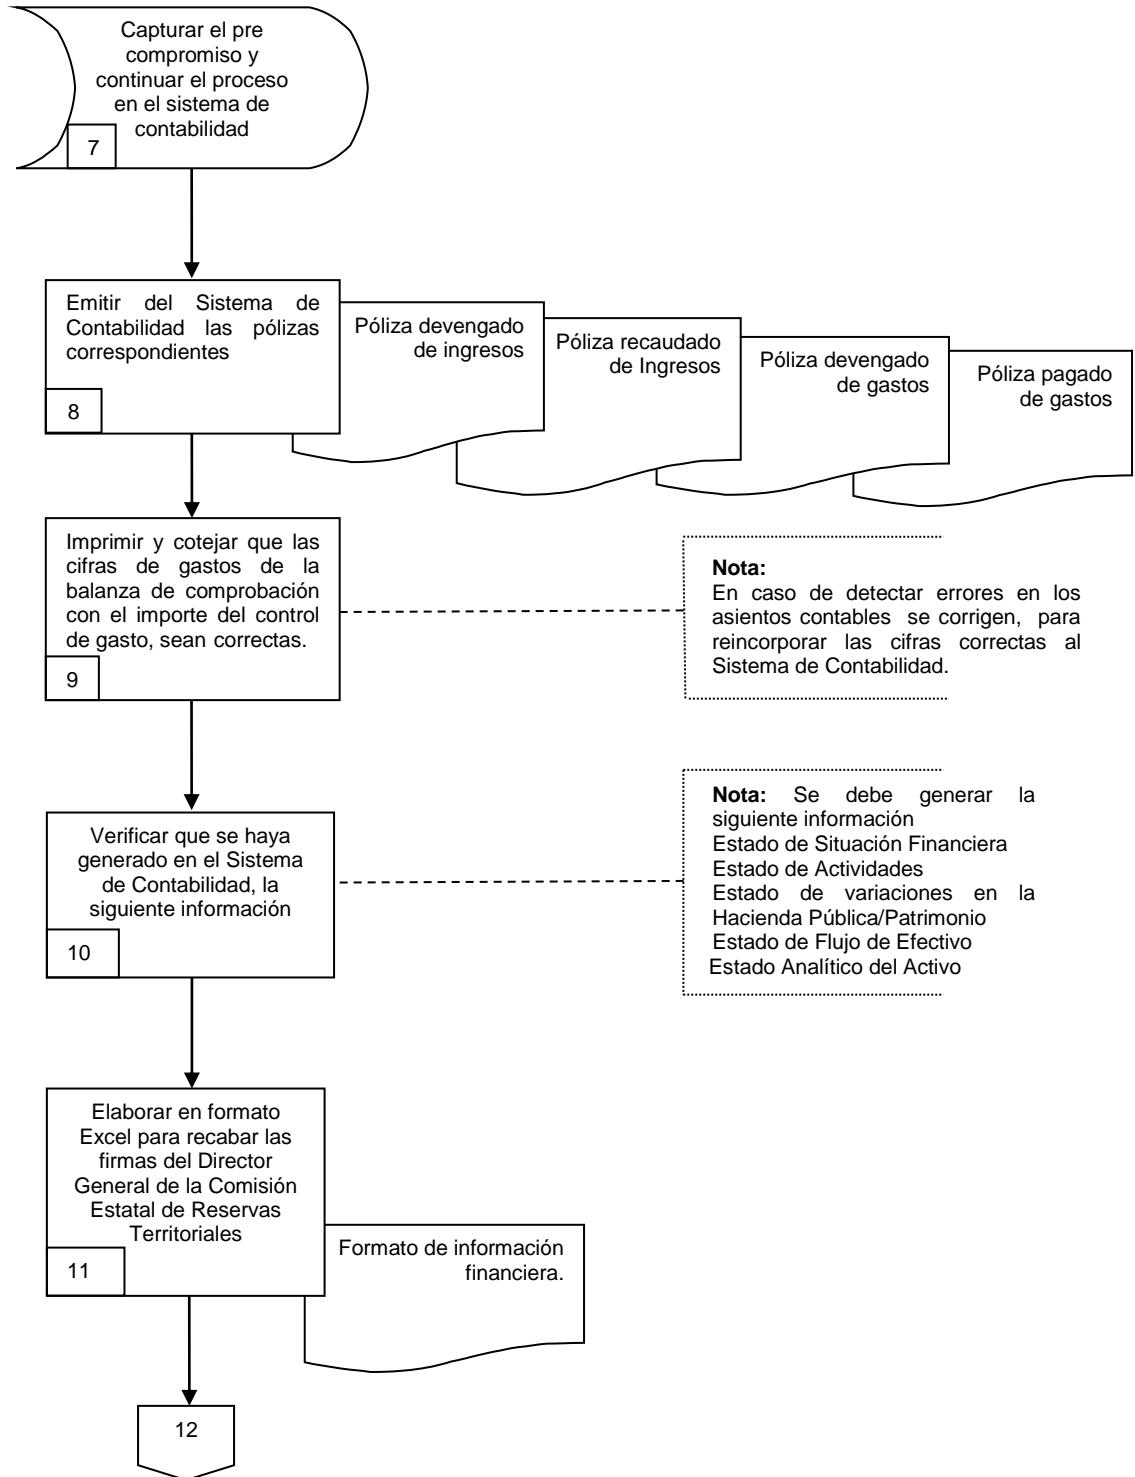 Capturar el pre
compromiso y
continuar el proceso
en el sistema de
contabilidad
7
Emitir del Sistema de
Contabilidad las pólizas
correspondientes
8
Póliza devengado
de ingresos
Póliza recaudado
de Ingresos
Póliza devengado
de gastos
Póliza pagado
de gastos
Imprimir y cotejar que las
cifras de gastos de la
balanza de comprobación
con el importe del control
de gasto, sean correctas.
9
Nota:
En caso de detectar errores en los
asientos contables se corrigen, para
reincorporar las cifras correctas al
Sistema de Contabilidad.
Verificar que se haya
generado en el Sistema
de Contabilidad, la
siguiente información
10
Nota: Se debe generar la
siguiente información
Estado de Situación Financiera
Estado de Actividades
Estado de variaciones en la
Hacienda Pública/Patrimonio
Estado de Flujo de Efectivo
Estado Analítico del Activo
Elaborar en formato
Excel para recabar las
firmas del Director
General de la Comisión
Estatal de Reservas
Territoriales
11
Formato de información
financiera.
12